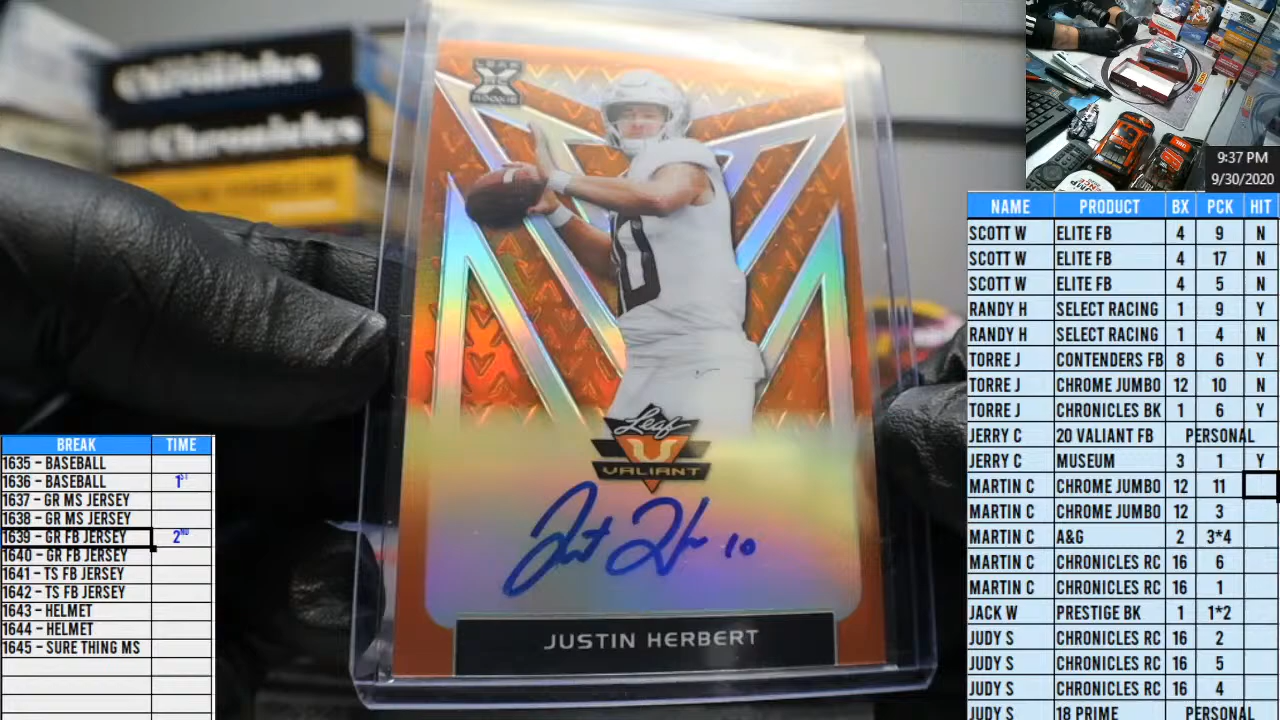 Chronicles
Chronicles
LEAF
XRC
ROOKIE
10
Leaf
VALIANT
Justin Herbert 10
JUSTIN HERBERT
9:37 PM
9/30/2020
NAME PRODUCT BX PCK HIT
SCOTT W ELITE FB 4 9 N
SCOTT W ELITE FB 4 17 N
SCOTT W ELITE FB 4 5 N
RANDY H SELECT RACING 1 9 Y
RANDY H SELECT RACING 1 4 N
TORRE J CONTENDERS FB 8 6 Y
TORRE J CHROME JUMBO 12 10 N
TORRE J CHRONICLES BK 1 6 Y
JERRY C 20 VALIANT FB PERSONAL
JERRY C MUSEUM 3 1 Y
MARTIN C CHROME JUMBO 12 11
MARTIN C CHROME JUMBO 12 3
MARTIN C A&G 2 3*4
MARTIN C CHRONICLES RC 16 6
MARTIN C CHRONICLES RC 16 1
JACK W PRESTIGE BK 1 1*2
JUDY S CHRONICLES RC 16 2
JUDY S CHRONICLES RC 16 5
JUDY S CHRONICLES RC 16 4
JUDY S 18 PRIME PERSONAL
BREAK TIME
1635 – BASEBALL
1636 – BASEBALL 1ST
1637 – GR MS JERSEY
1638 – GR MS JERSEY
1639 – GR FB JERSEY 2ND
1640 – GR FB JERSEY
1641 – TS FB JERSEY
1642 – TS FB JERSEY
1643 – HELMET
1644 – HELMET
1645 – SURE THING MS